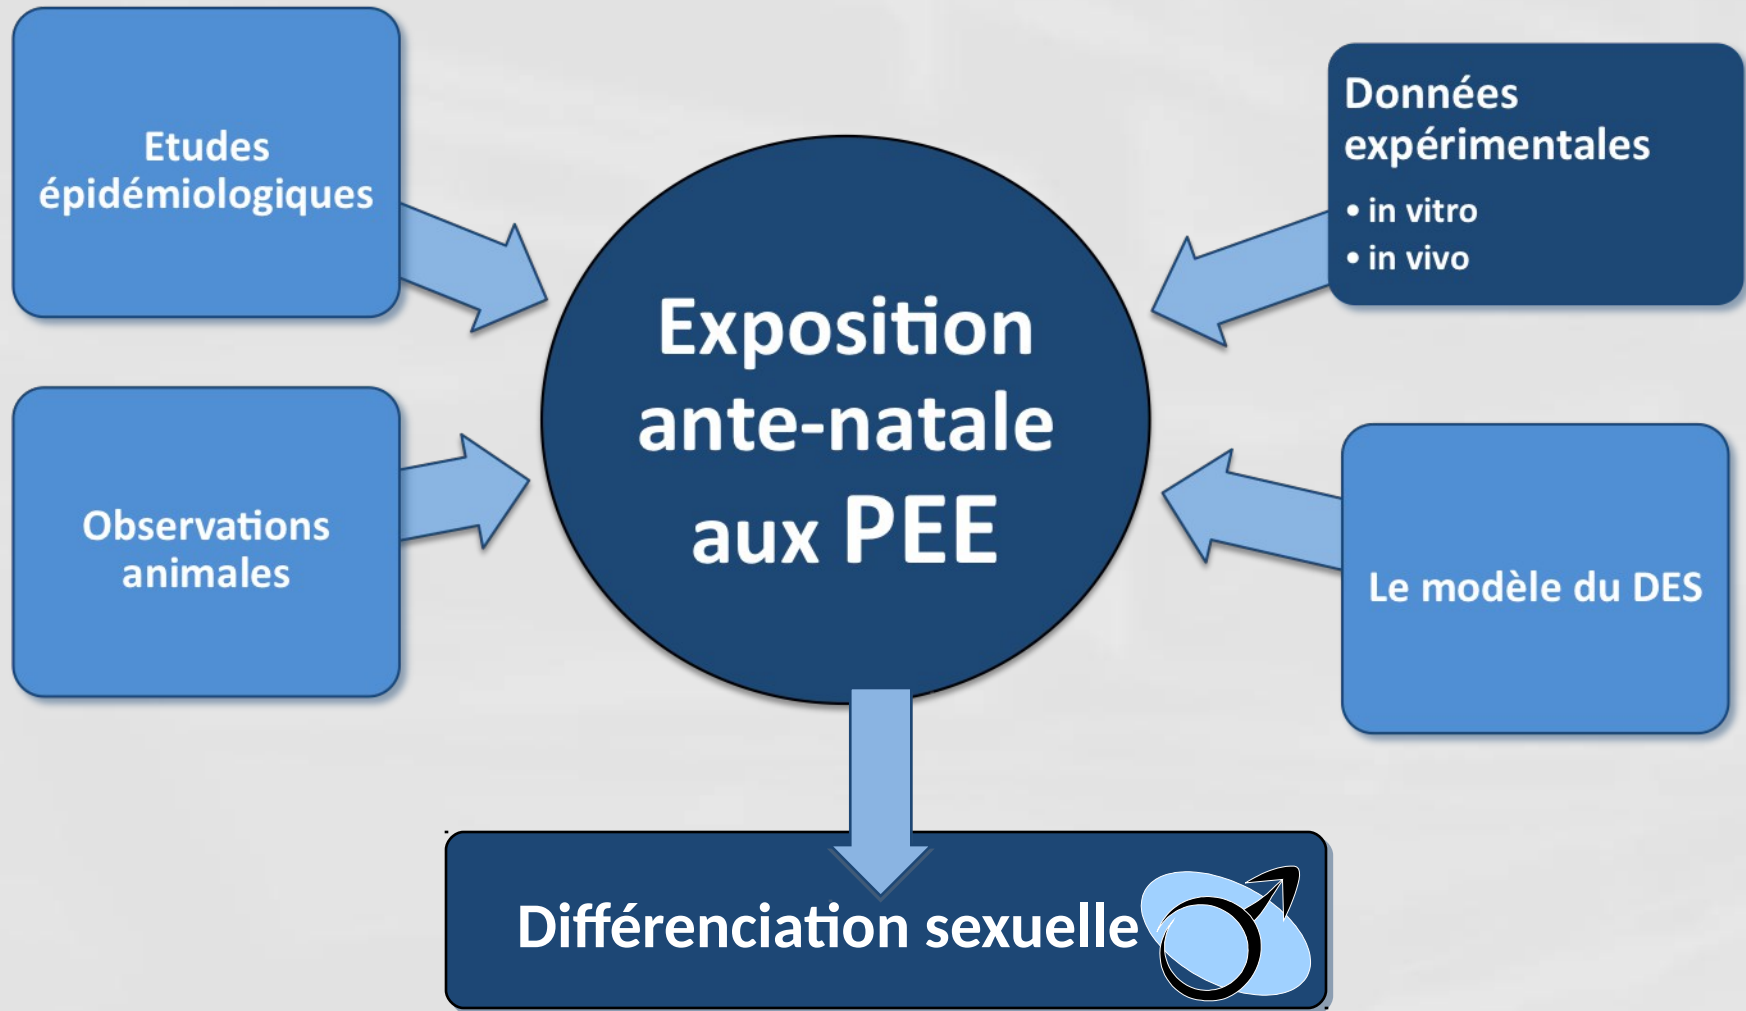 Etudes
épidémiologiques
Observations
animales
Exposition
ante-natale
aux PEE
Données
expérimentales
• in vitro
• in vivo
Le modèle du DES
Différenciation sexuelle